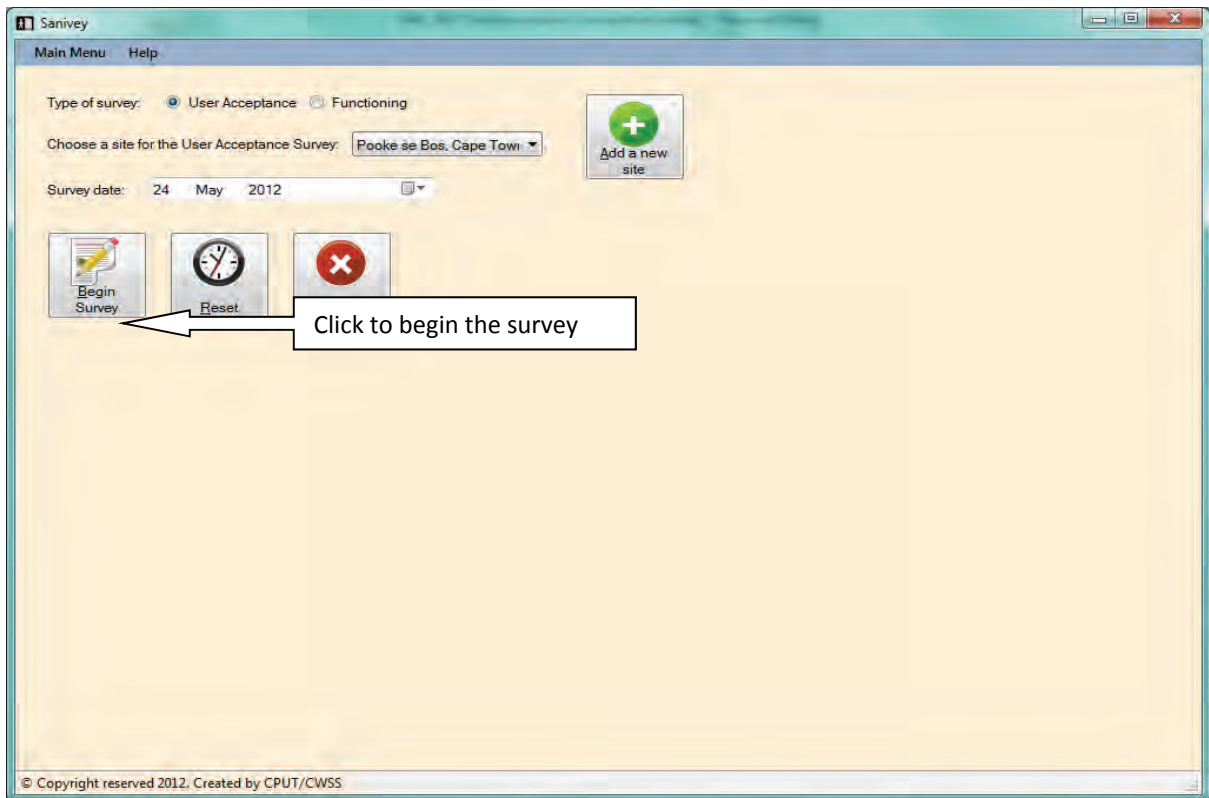 Sanivey
Main Menu Help
Type of survey: User Acceptance Functioning
Choose a site for the User Acceptance Survey: Pooke se Bos, Cape Tow
Add a new
site
Survey date: 24 May 2012
Begin
Survey
Reset
Click to begin the survey
© Copyright reserved 2012. Created by CPUT/CWSS